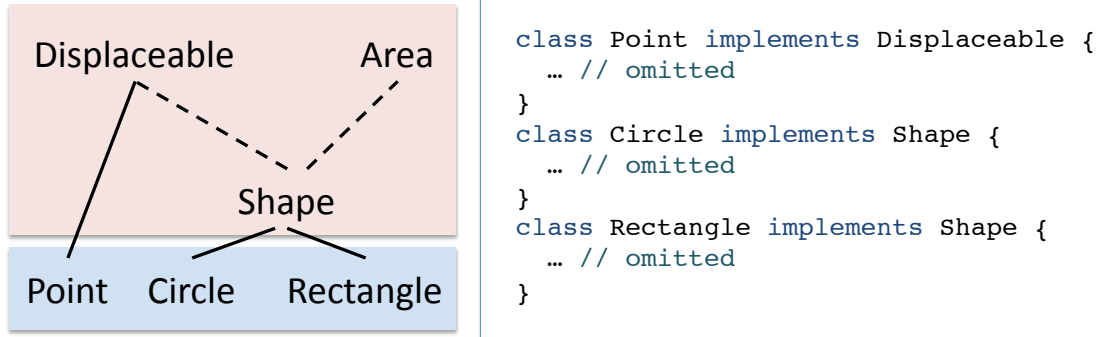 Displaceable Area
Shape
Point Circle Rectangle
class Point implements Displaceable {
… // omitted
}
class Circle implements Shape {
… // omitted
}
class Rectangle implements Shape {
… // omitted
}